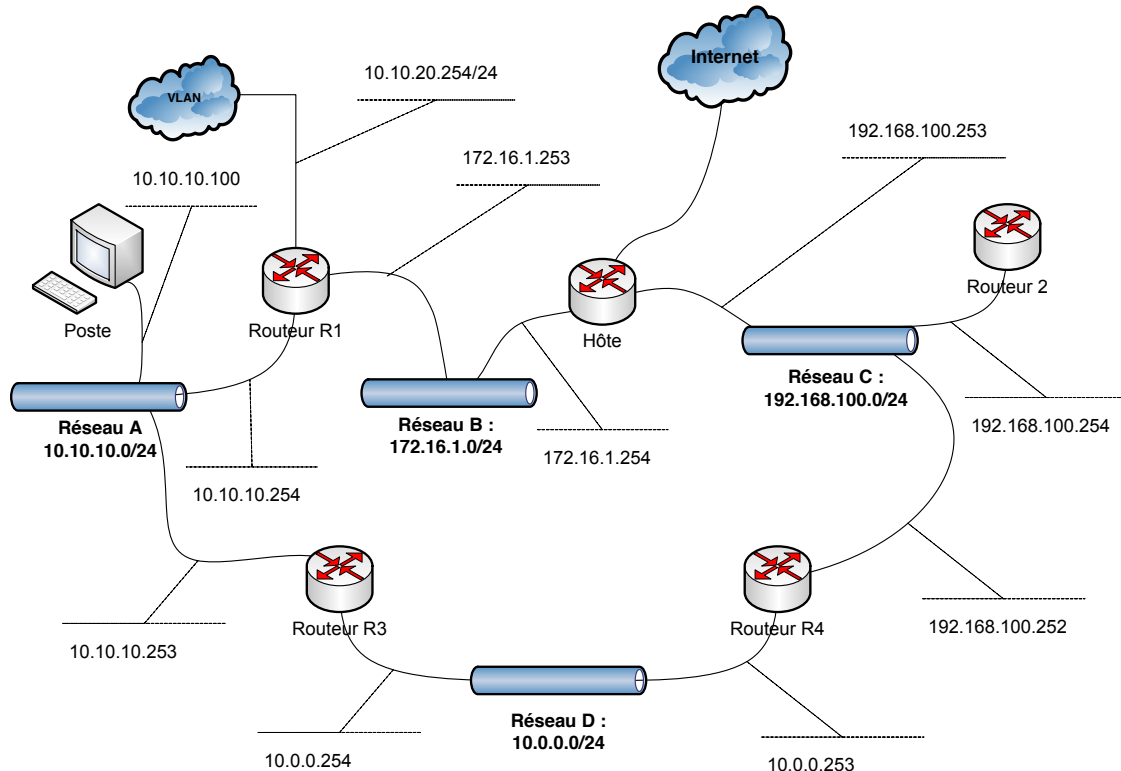 Internet
10.10.20.254/24
VLAN
192.168.100.253
172.16.1.253
10.10.10.100
Routeur 2
Poste
Routeur R1
Hôte
Réseau C :
192.168.100.0/24
Réseau A
10.10.10.0/24
Réseau B :
172.16.1.0/24
192.168.100.254
172.16.1.254
10.10.10.254
Routeur R3
Routeur R4
192.168.100.252
10.10.10.253
Réseau D :
10.0.0.0/24
10.0.0.254
10.0.0.253